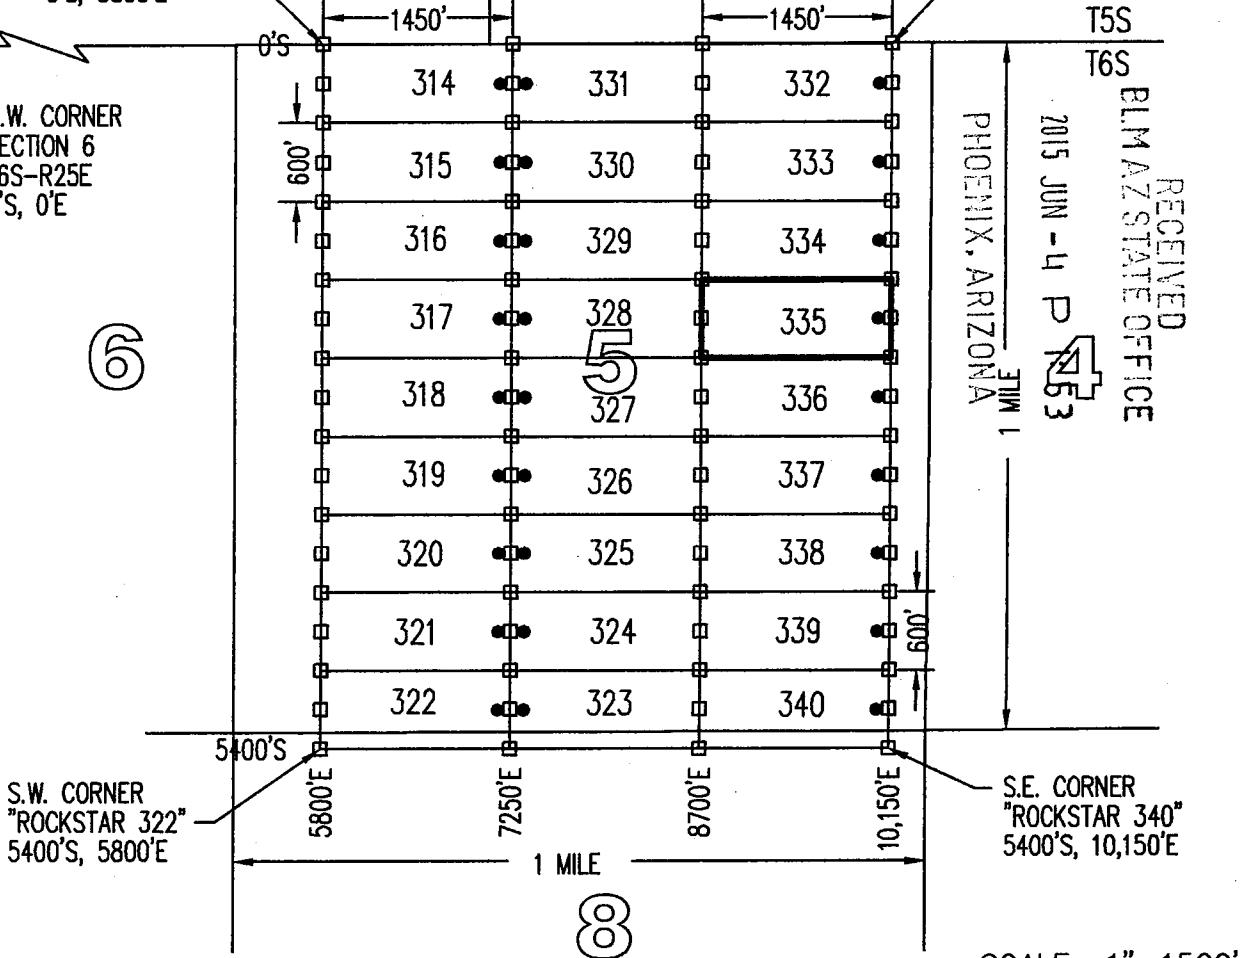 1450'
1450'
T5S
0'S
T6S
314
331
332
.W. CORNER
ECTION 6
6S-R25E
'S, 0'E
600'
315
330
333
316
329
334
317
328
335
6
5
4
318
327
336
319
326
337
320
325
338
321
324
339
600'
322
323
340
1 MILE
RECEIVED
BLM AZ STATE OFFICE
2015 JUN -4 P
53
PHOENIX, ARIZONA
5400'S
S.W. CORNER
"ROCKSTAR 322"
5400'S, 5800'E
5800'E
7250'E
8700'E
10,150'E
S.E. CORNER
"ROCKSTAR 340"
5400'S, 10,150'E
1 MILE
8